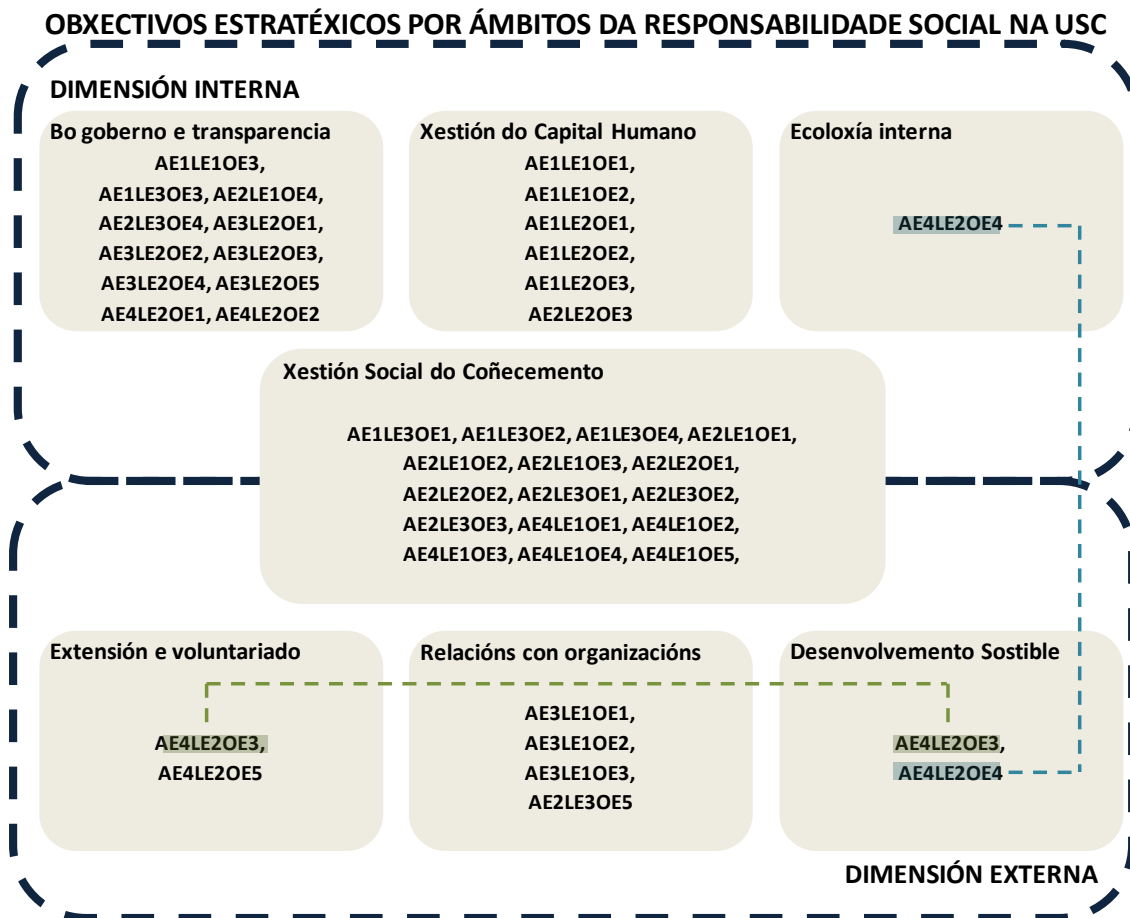 OBXECTIVOS ESTRATÉXICOS POR ÁMBITOS DA RESPONSABILIDADE SOCIAL NA USC
DIMENSIÓN INTERNA
Bo goberno e transparencia
AE1LE1OE3,
AE1LE3OE3, AE2LE1OE4,
AE2LE3OE4, AE3LE2OE1,
AE3LE2OE2, AE3LE2OE3,
AE3LE2OE4, AE3LE2OE5
AE4LE2OE1, AE4LE2OE2
Xestión do Capital Humano
AE1LE1OE1,
AE1LE1OE2,
AE1LE2OE1,
AE1LE2OE2,
AE1LE2OE3,
AE2LE2OE3
Ecoloxía interna
AE4LE2OE4
Xestión Social do Coñecemento
AE1LE3OE1, AE1LE3OE2, AE1LE3OE4, AE2LE1OE1,
AE2LE1OE2, AE2LE1OE3, AE2LE2OE1,
AE2LE2OE2, AE2LE3OE1, AE2LE3OE2,
AE2LE3OE3, AE4LE1OE1, AE4LE1OE2,
AE4LE1OE3, AE4LE1OE4, AE4LE1OE5,
Extensión e voluntariado
AE4LE2OE3,
AE4LE2OE5
Relacións con organizacións
AE3LE1OE1,
AE3LE1OE2,
AE3LE1OE3,
AE2LE3OE5
Desenvolvemento Sostible
AE4LE2OE3,
AE4LE2OE4
DIMENSIÓN EXTERNA